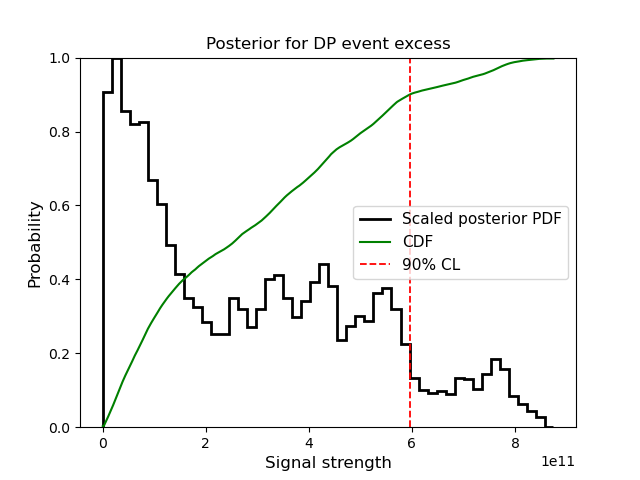 Posterior for DP event excess
Probability
1.0
0.8
0.6
0.4
0.2
0.0
Scaled posterior PDF
CDF
90% CL
0 2 4 6 8
1e11
Signal strength